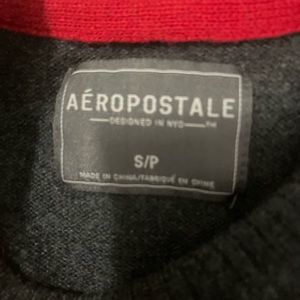 AÉROPOSTALE
DESIGNED IN NYC
S/P
MADE IN CHINA/FABRIQUÉ EN CHINE